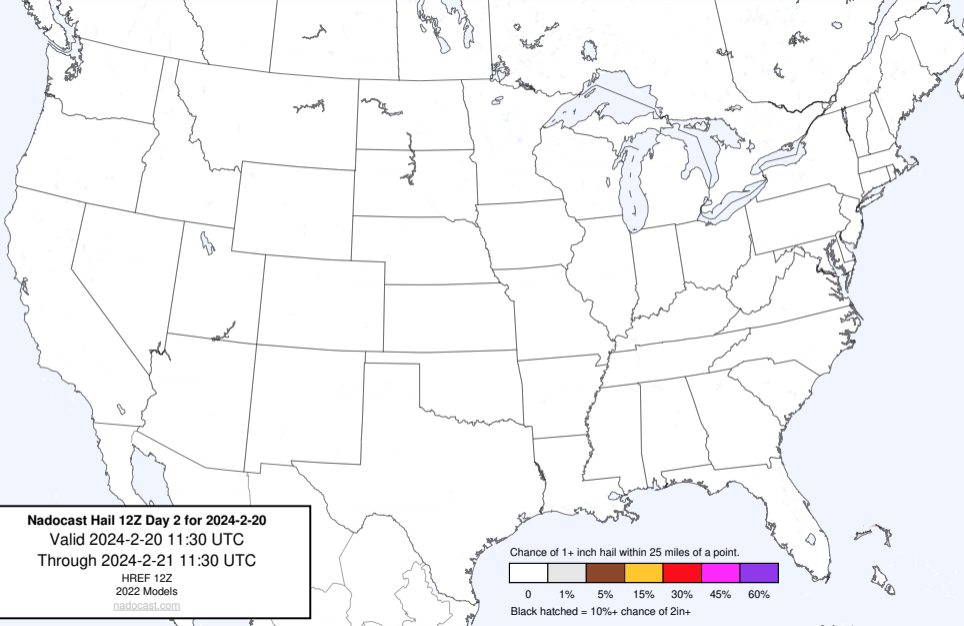 Nadocast Hail 12Z Day 2 for 2024-2-20
Valid 2024-2-20 11:30 UTC
Through 2024-2-21 11:30 UTC
HREF 12Z
2022 Models
nadocast.com
Chance of 1+ inch hail within 25 miles of a point.
0 1% 5% 15% 30% 45% 60%
Black hatched = 10%+ chance of 2in+